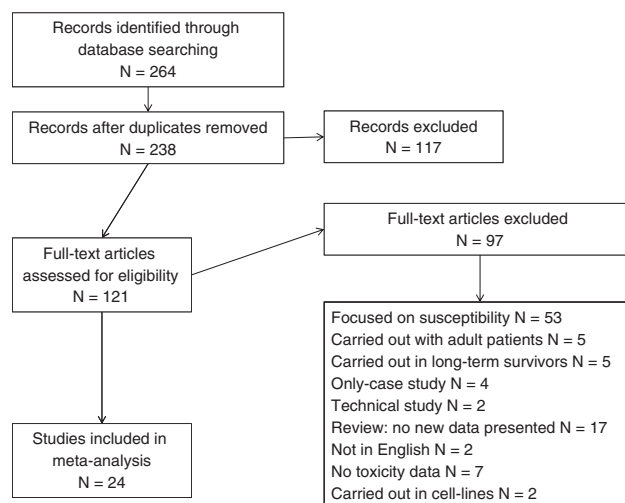 Records identified through
database searching
N = 264
Records after duplicates removed
N = 238
Records excluded
N = 117
Full-text articles excluded
N = 97
Full-text articles
assessed for eligibility
N = 121
Focused on susceptibility N = 53
Carried out with adult patients N = 5
Carried out in long-term survivors N = 5
Only-case study N = 4
Technical study N = 2
Review: no new data presented N = 17
Not in English N = 2
No toxicity data N = 7
Carried out in cell-lines N = 2
Studies included in
meta-analysis
N = 24